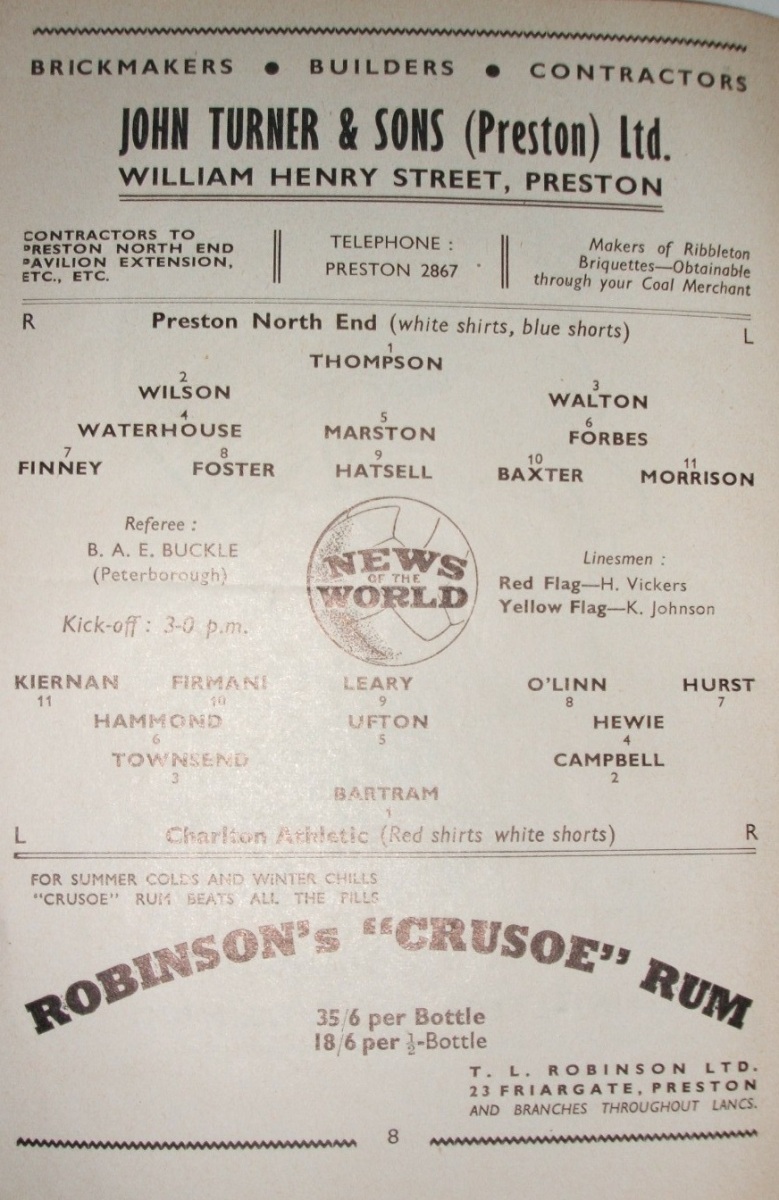 BRICKMAKERS ● BUILDERS ● CONTRACTORS
JOHN TURNER & SONS (Preston) Ltd.
WILLIAM HENRY STREET, PRESTON
CONTRACTORS TO
PRESTON NORTH END
PAVILION EXTENSION,
ETC., ETC.
TELEPHONE :
PRESTON 2867
Makers of Ribbleton
Briquettes—Obtainable
through your Coal Merchant
R Preston North End (white shirts, blue shorts) L
1
THOMPSON
2 3
WILSON WALTON
4 5 6
WATERHOUSE MARSTON FORBES
7 8 9 10 11
FINNEY FOSTER HATSELL BAXTER MORRISON
Referee :
B. A. E. BUCKLE
(Peterborough)
Kick-off : 3-0 p.m.
NEWS
OF THE
WORLD
Linesmen :
Red Flag—H. Vickers
Yellow Flag—K. Johnson
KIERNAN FIRMANI LEARY O'LINN HURST
11 10 9 8 7
HAMMOND UFTON HEWIE
6 5 4
TOWNSEND CAMPBELL
3 2
BARTRAM
1
L Charlton Athletic (Red shirts white shorts) R
FOR SUMMER COLDS AND WINTER CHILLS
"CRUSOE" RUM BEATS ALL THE PILLS
ROBINSON's "CRUSOE" RUM
35/6 per Bottle
18/6 per ½-Bottle
T. L. ROBINSON LTD.
23 FRIARGATE, PRESTON
AND BRANCHES THROUGHOUT LANCS.
8